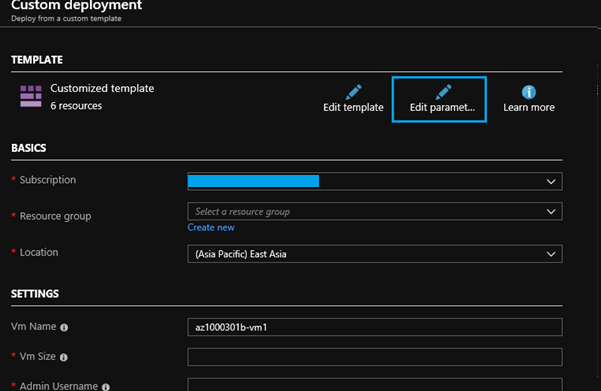 Custom deployment
Deploy from a custom template
TEMPLATE
Customized template
6 resources
Edit template
Edit paramet...
Learn more
BASICS
* Subscription
* Resource group
Select a resource group
Create new
* Location
(Asia Pacific) East Asia
SETTINGS
Vm Name
az1000301b-vm1
* Vm Size
* Admin Username